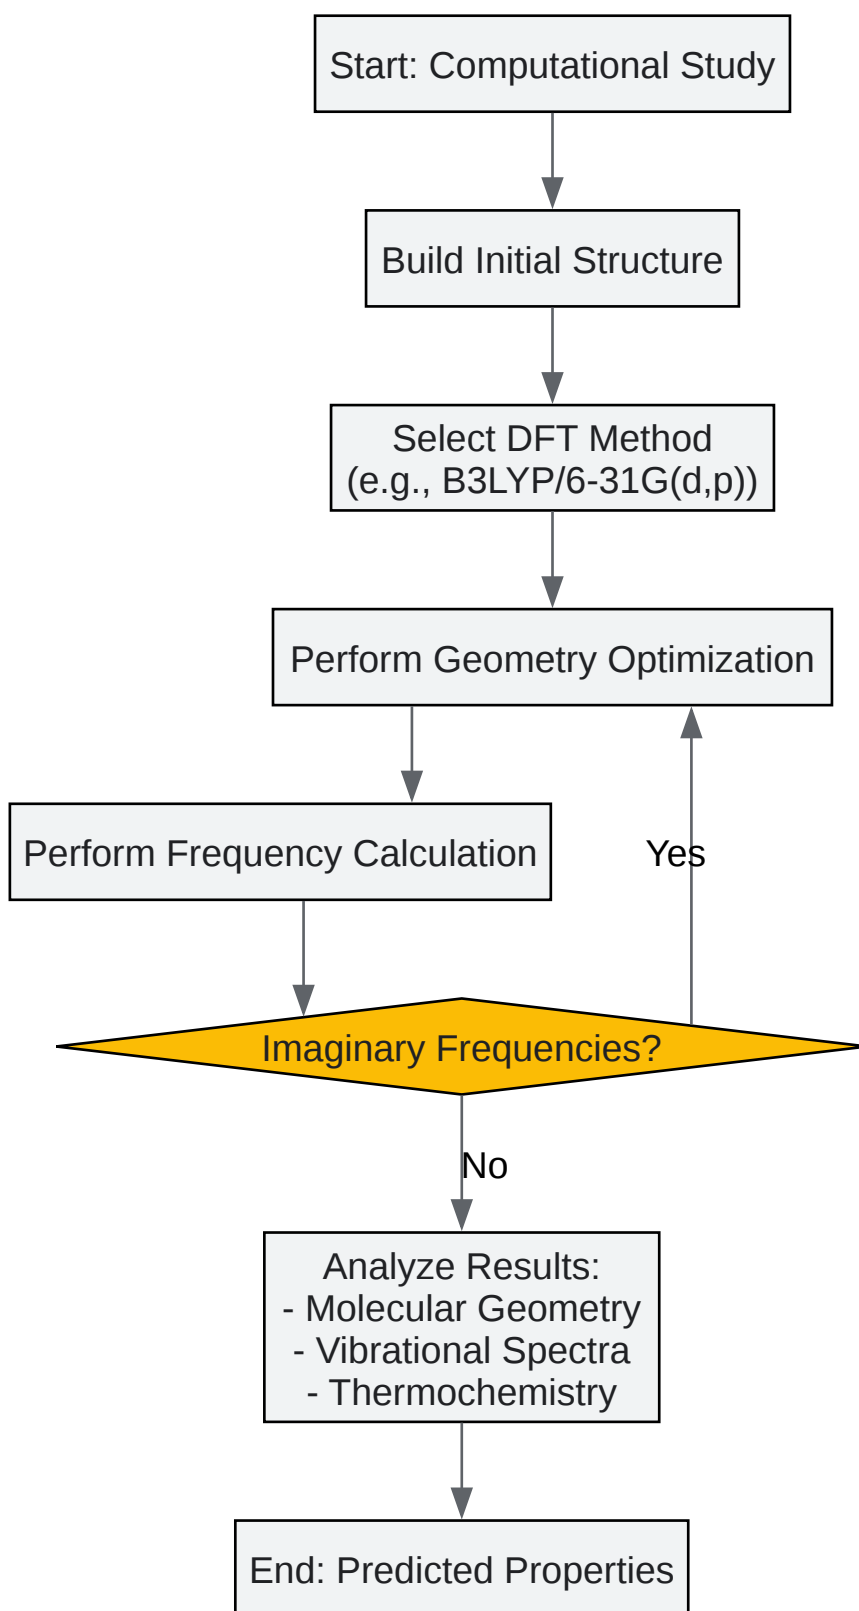 Start: Computational Study
Build Initial Structure
Select DFT Method
(e.g., B3LYP/6-31G(d,p))
Perform Geometry Optimization
Perform Frequency Calculation
Yes
Imaginary Frequencies?
No
Analyze Results:
- Molecular Geometry
- Vibrational Spectra
- Thermochemistry
End: Predicted Properties